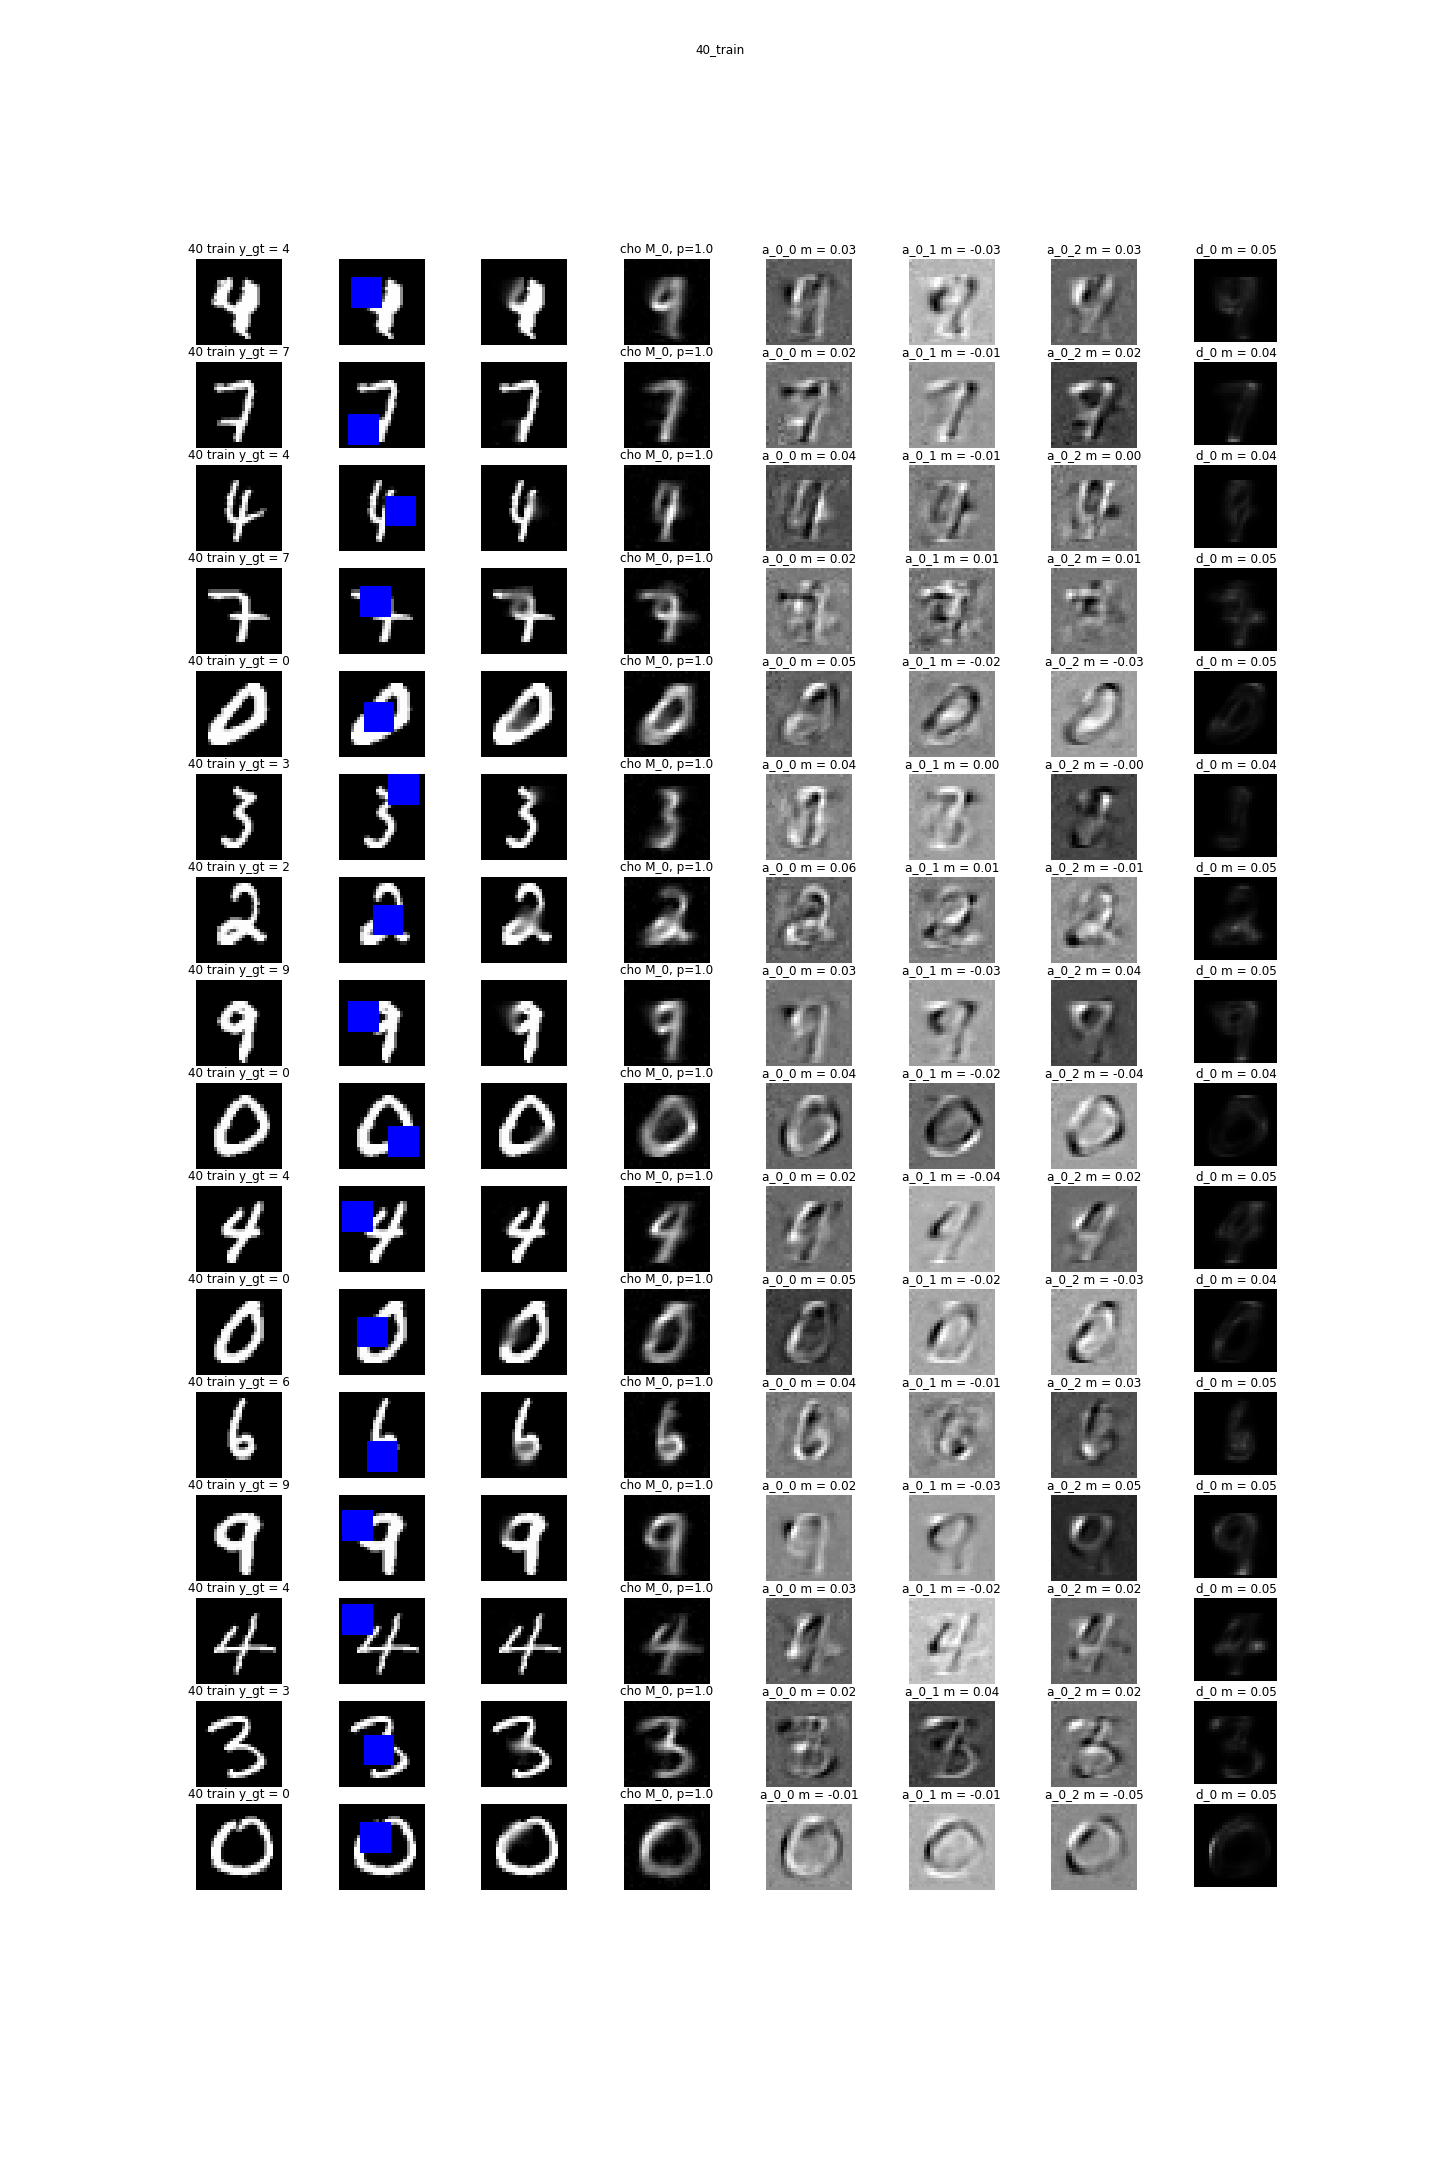 40_train
40 train y_gt = 4 cho M_0, p=1.0 a_0_0 m = 0.03 a_0_1 m = -0.03 a_0_2 m = 0.03 d_0 m = 0.05
40 train y_gt = 7 cho M_0, p=1.0 a_0_0 m = 0.02 a_0_1 m = -0.01 a_0_2 m = 0.02 d_0 m = 0.04
40 train y_gt = 4 cho M_0, p=1.0 a_0_0 m = 0.04 a_0_1 m = -0.01 a_0_2 m = 0.00 d_0 m = 0.04
40 train y_gt = 7 cho M_0, p=1.0 a_0_0 m = 0.02 a_0_1 m = 0.01 a_0_2 m = 0.01 d_0 m = 0.05
40 train y_gt = 0 cho M_0, p=1.0 a_0_0 m = 0.05 a_0_1 m = -0.02 a_0_2 m = -0.03 d_0 m = 0.05
40 train y_gt = 3 cho M_0, p=1.0 a_0_0 m = 0.04 a_0_1 m = 0.00 a_0_2 m = -0.00 d_0 m = 0.04
40 train y_gt = 2 cho M_0, p=1.0 a_0_0 m = 0.06 a_0_1 m = 0.01 a_0_2 m = -0.01 d_0 m = 0.05
40 train y_gt = 9 cho M_0, p=1.0 a_0_0 m = 0.03 a_0_1 m = -0.03 a_0_2 m = 0.04 d_0 m = 0.05
40 train y_gt = 0 cho M_0, p=1.0 a_0_0 m = 0.04 a_0_1 m = -0.02 a_0_2 m = -0.04 d_0 m = 0.04
40 train y_gt = 4 cho M_0, p=1.0 a_0_0 m = 0.02 a_0_1 m = -0.04 a_0_2 m = 0.02 d_0 m = 0.05
40 train y_gt = 0 cho M_0, p=1.0 a_0_0 m = 0.05 a_0_1 m = -0.02 a_0_2 m = -0.03 d_0 m = 0.04
40 train y_gt = 6 cho M_0, p=1.0 a_0_0 m = 0.04 a_0_1 m = -0.01 a_0_2 m = 0.03 d_0 m = 0.05
40 train y_gt = 9 cho M_0, p=1.0 a_0_0 m = 0.02 a_0_1 m = -0.03 a_0_2 m = 0.05 d_0 m = 0.05
40 train y_gt = 4 cho M_0, p=1.0 a_0_0 m = 0.03 a_0_1 m = -0.02 a_0_2 m = 0.02 d_0 m = 0.05
40 train y_gt = 3 cho M_0, p=1.0 a_0_0 m = 0.02 a_0_1 m = 0.04 a_0_2 m = 0.02 d_0 m = 0.05
40 train y_gt = 0 cho M_0, p=1.0 a_0_0 m = -0.01 a_0_1 m = -0.01 a_0_2 m = -0.05 d_0 m = 0.05